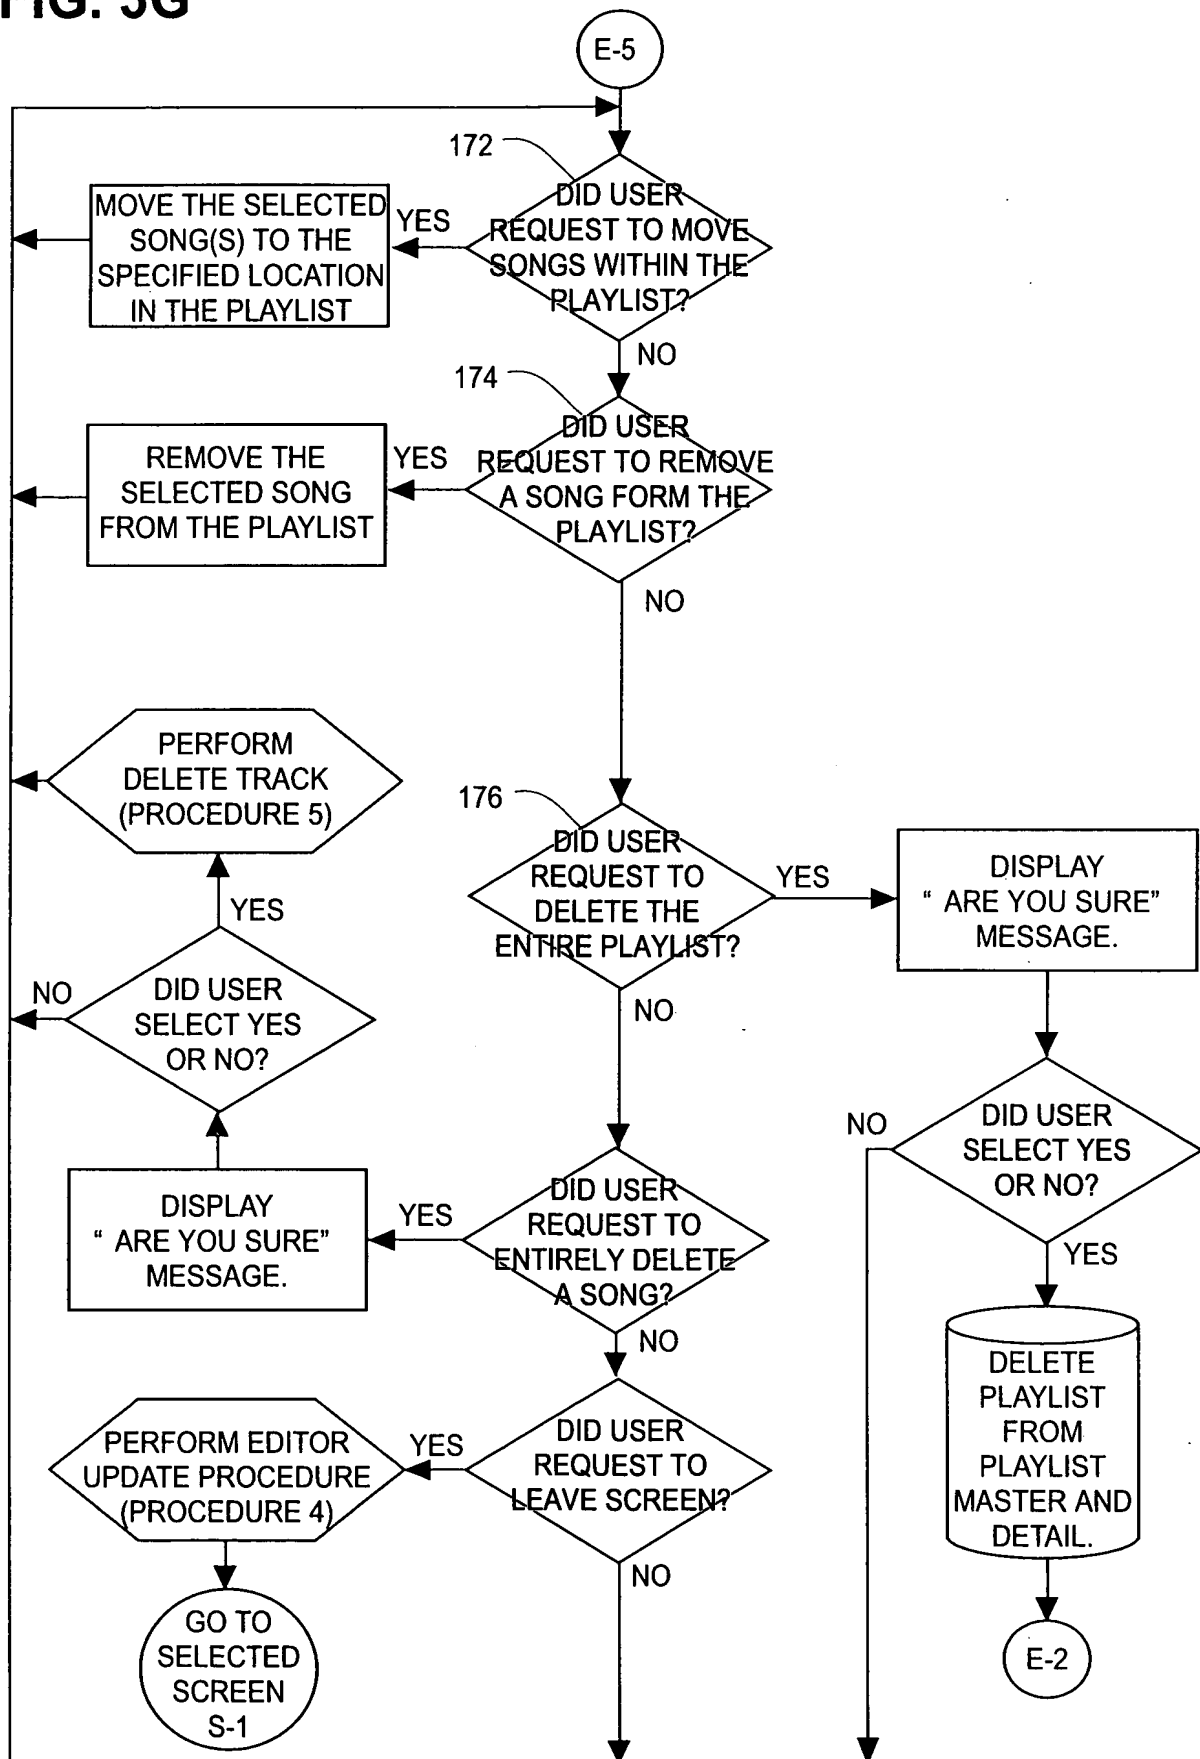 FIG. 3G
E-5
172
DID USER
REQUEST TO MOVE
SONGS WITHIN THE
PLAYLIST?
YES
MOVE THE SELECTED
SONG(S) TO THE
SPECIFIED LOCATION
IN THE PLAYLIST
NO
174
DID USER
REQUEST TO REMOVE
A SONG FORM THE
PLAYLIST?
YES
REMOVE THE
SELECTED SONG
FROM THE PLAYLIST
NO
PERFORM
DELETE TRACK
(PROCEDURE 5)
176
DID USER
REQUEST TO
DELETE THE
ENTIRE PLAYLIST?
YES
DISPLAY
“ ARE YOU SURE”
MESSAGE.
YES
NO
DID USER
SELECT YES
OR NO?
NO
NO
DID USER
SELECT YES
OR NO?
DISPLAY
“ ARE YOU SURE”
MESSAGE.
YES
DID USER
REQUEST TO
ENTIRELY DELETE
A SONG?
YES
NO
DELETE
PLAYLIST
FROM
PLAYLIST
MASTER AND
DETAIL.
PERFORM EDITOR
UPDATE PROCEDURE
(PROCEDURE 4)
YES
DID USER
REQUEST TO
LEAVE SCREEN?
NO
GO TO
SELECTED
SCREEN
S-1
E-2